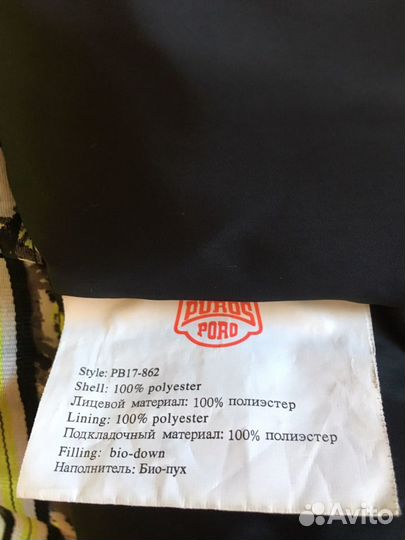 PUROS
PORO
Style: PB17-862
Shell: 100% polyester
Лицевой материал: 100% полиэстер
Lining: 100% polyester
Подкладочный материал: 100% полиэстер
Filling: bio-down
Наполнитель: Био-пух
Avito